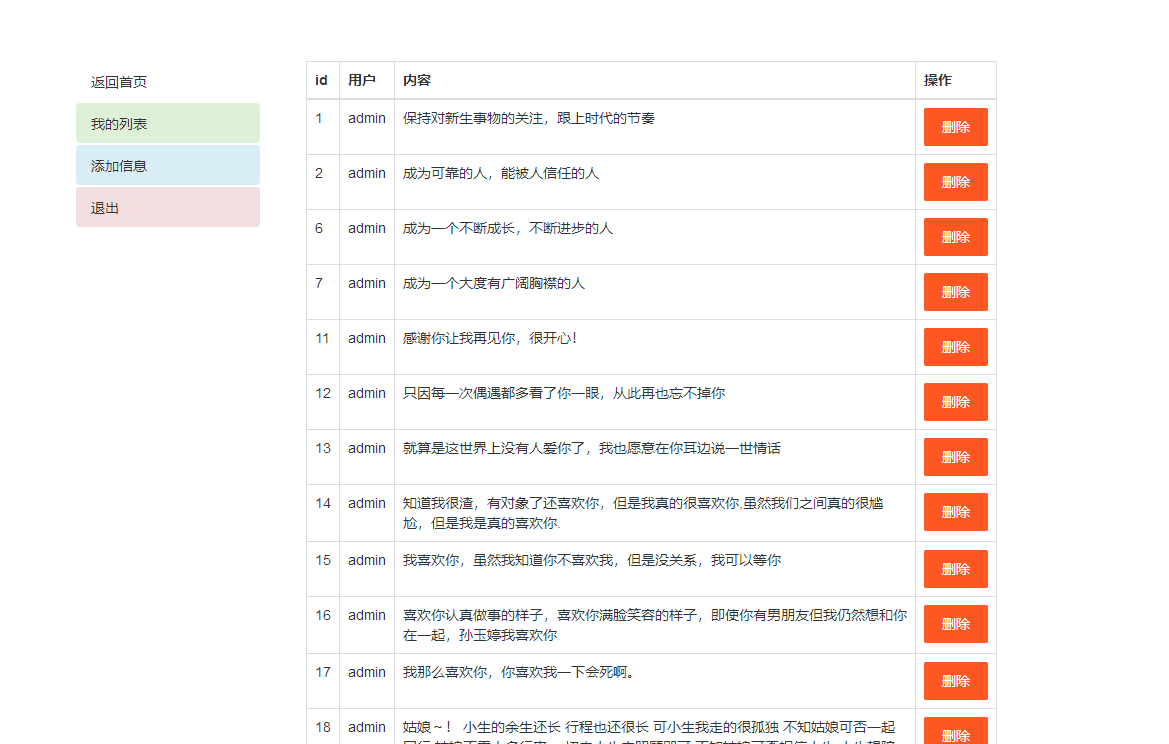 返回首页
我的列表
添加信息
退出
id 用户 内容 操作
1 admin 保持对新生事物的关注，跟上时代的节奏 删除
2 admin 成为可靠的人，能被人信任的人 删除
6 admin 成为一个不断成长，不断进步的人 删除
7 admin 成为一个大度有广阔胸襟的人 删除
11 admin 感谢你让我再见你，很开心！ 删除
12 admin 只因每一次偶遇都多看了你一眼，从此再也忘不掉你 删除
13 admin 就算是这世界上没有人爱你了，我也愿意在你耳边说一世情话 删除
14 admin 知道我很渣，有对象了还喜欢你，但是我真的很喜欢你,虽然我们之间真的很尴 删除
尬，但是我是真的喜欢你.
15 admin 我喜欢你，虽然我知道你不喜欢我，但是没关系，我可以等你 删除
16 admin 喜欢你认真做事的样子，喜欢你满脸笑容的样子，即使你有男朋友但我仍然想和你 删除
在一起，孙玉婷我喜欢你
17 admin 我那么喜欢你，你喜欢我一下会死啊。 删除
18 admin 姑娘～！ 小生的余生还长 行程也还很长 可小生我走的很孤独 不知姑娘可否一起 删除